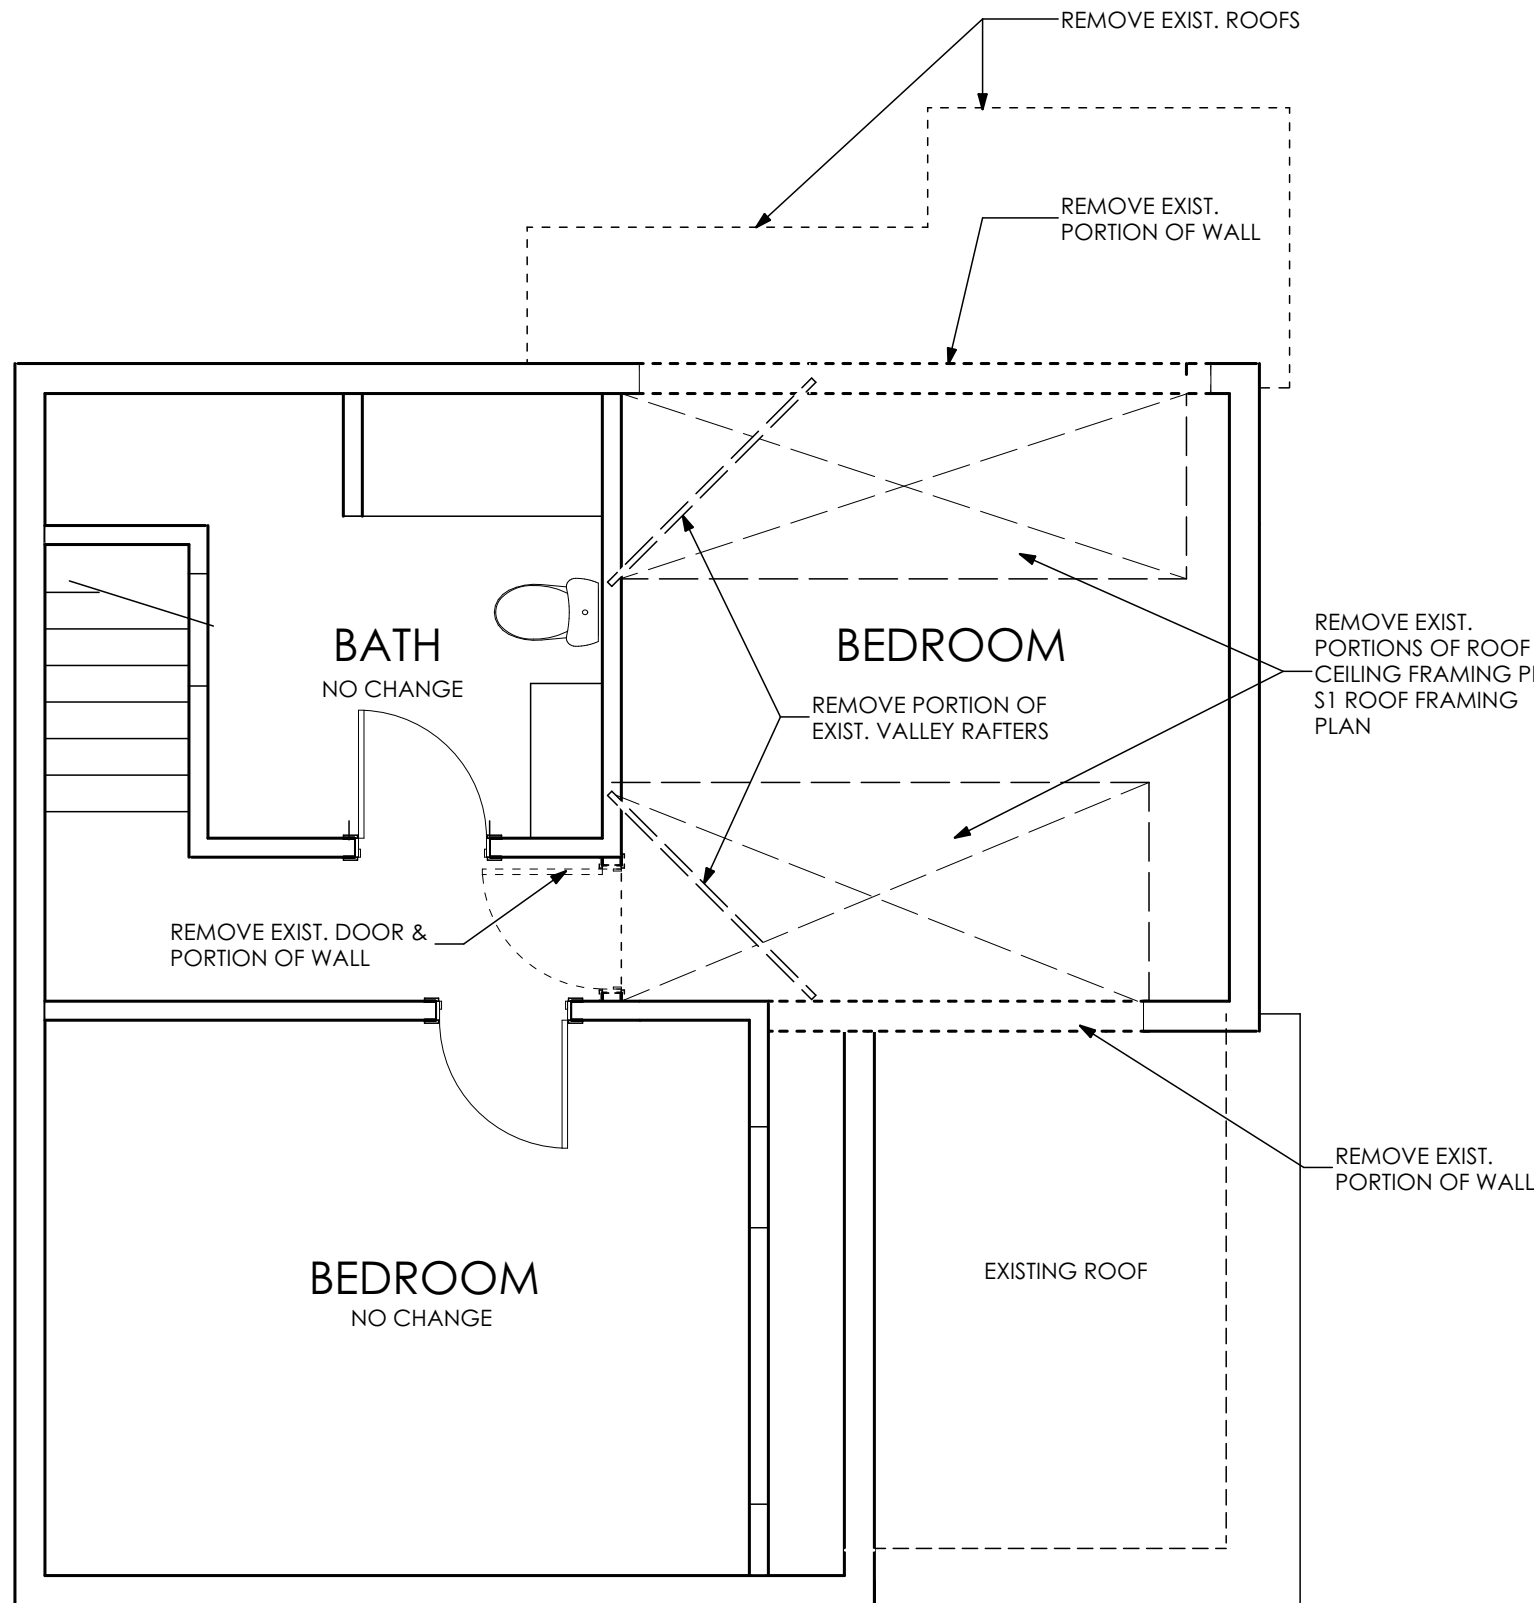 REMOVE EXIST. ROOFS
REMOVE EXIST.
PORTION OF WALL
BATH
NO CHANGE
BEDROOM
REMOVE PORTION OF
EXIST. VALLEY RAFTERS
REMOVE EXIST.
PORTIONS OF ROOF
CEILING FRAMING
S1 ROOF FRAMING
PLAN
REMOVE EXIST. DOOR &
PORTION OF WALL
REMOVE EXIST.
PORTION OF WALL
BEDROOM
NO CHANGE
EXISTING ROOF